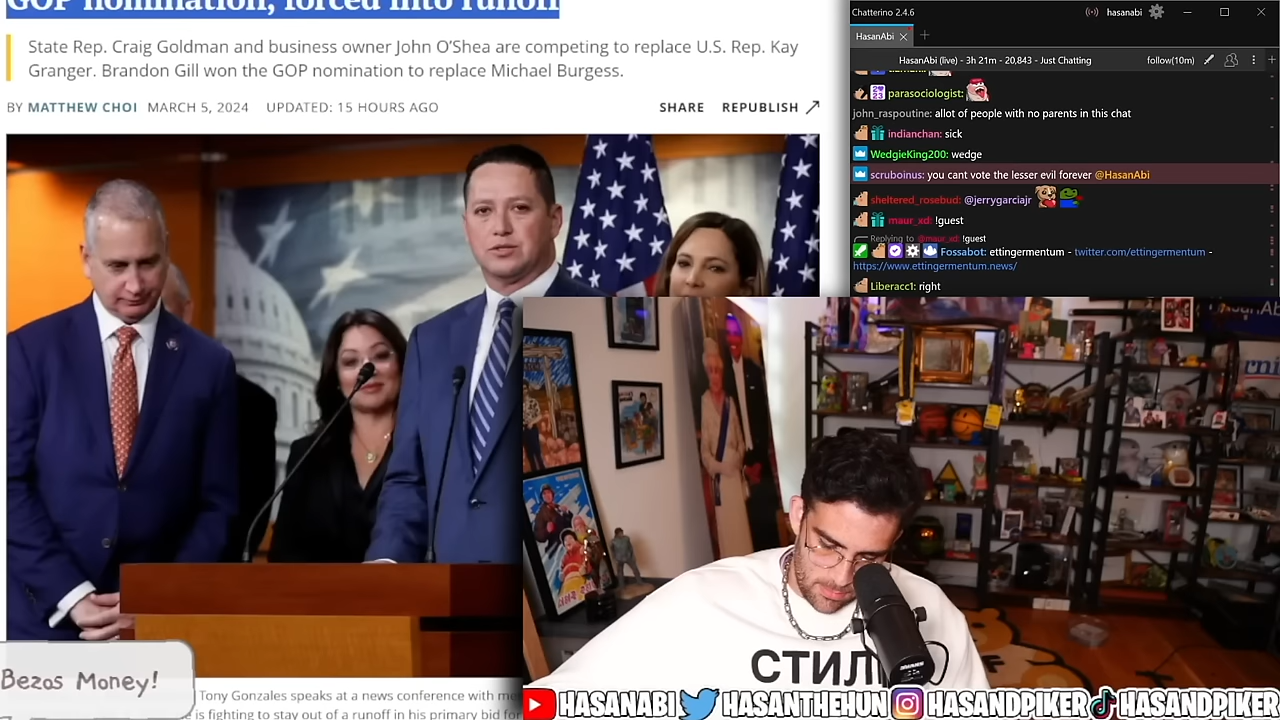 GOP nomination, forced into runoff
State Rep. Craig Goldman and business owner John O'Shea are competing to replace U.S. Rep. Kay
Granger. Brandon Gill won the GOP nomination to replace Michael Burgess.
BY MATTHEW CHOI MARCH 5, 2024 UPDATED: 15 HOURS AGO SHARE REPUBLISH
Tony Gonzales speaks at a news conference with
is fighting to stay out of a runoff in his primary bid for
Bezos Money!
Chatterino 2.4.6
hasanabi
HasanAbi
HasanAbi (live) - 3h 21m - 20,843 - Just Chatting
follow(10m)
parasociologist:
john_raspoutine: allot of people with no parents in this chat
indianchan: sick
WedgieKing200: wedge
scruboinus: you cant vote the lesser evil forever @HasanAbi
sheltered_rosebud: @jerrygarciajr
maur_xd: !guest
Replying to @maur_xd: !guest
Fossabot: ettingermentum - twitter.com/ettingermentum -
https://www.ettingermentum.news/
Liberacc1: right
СТИЛ
HASANABI HASANTHEHUN HASANDPIKER HASANDPIKER